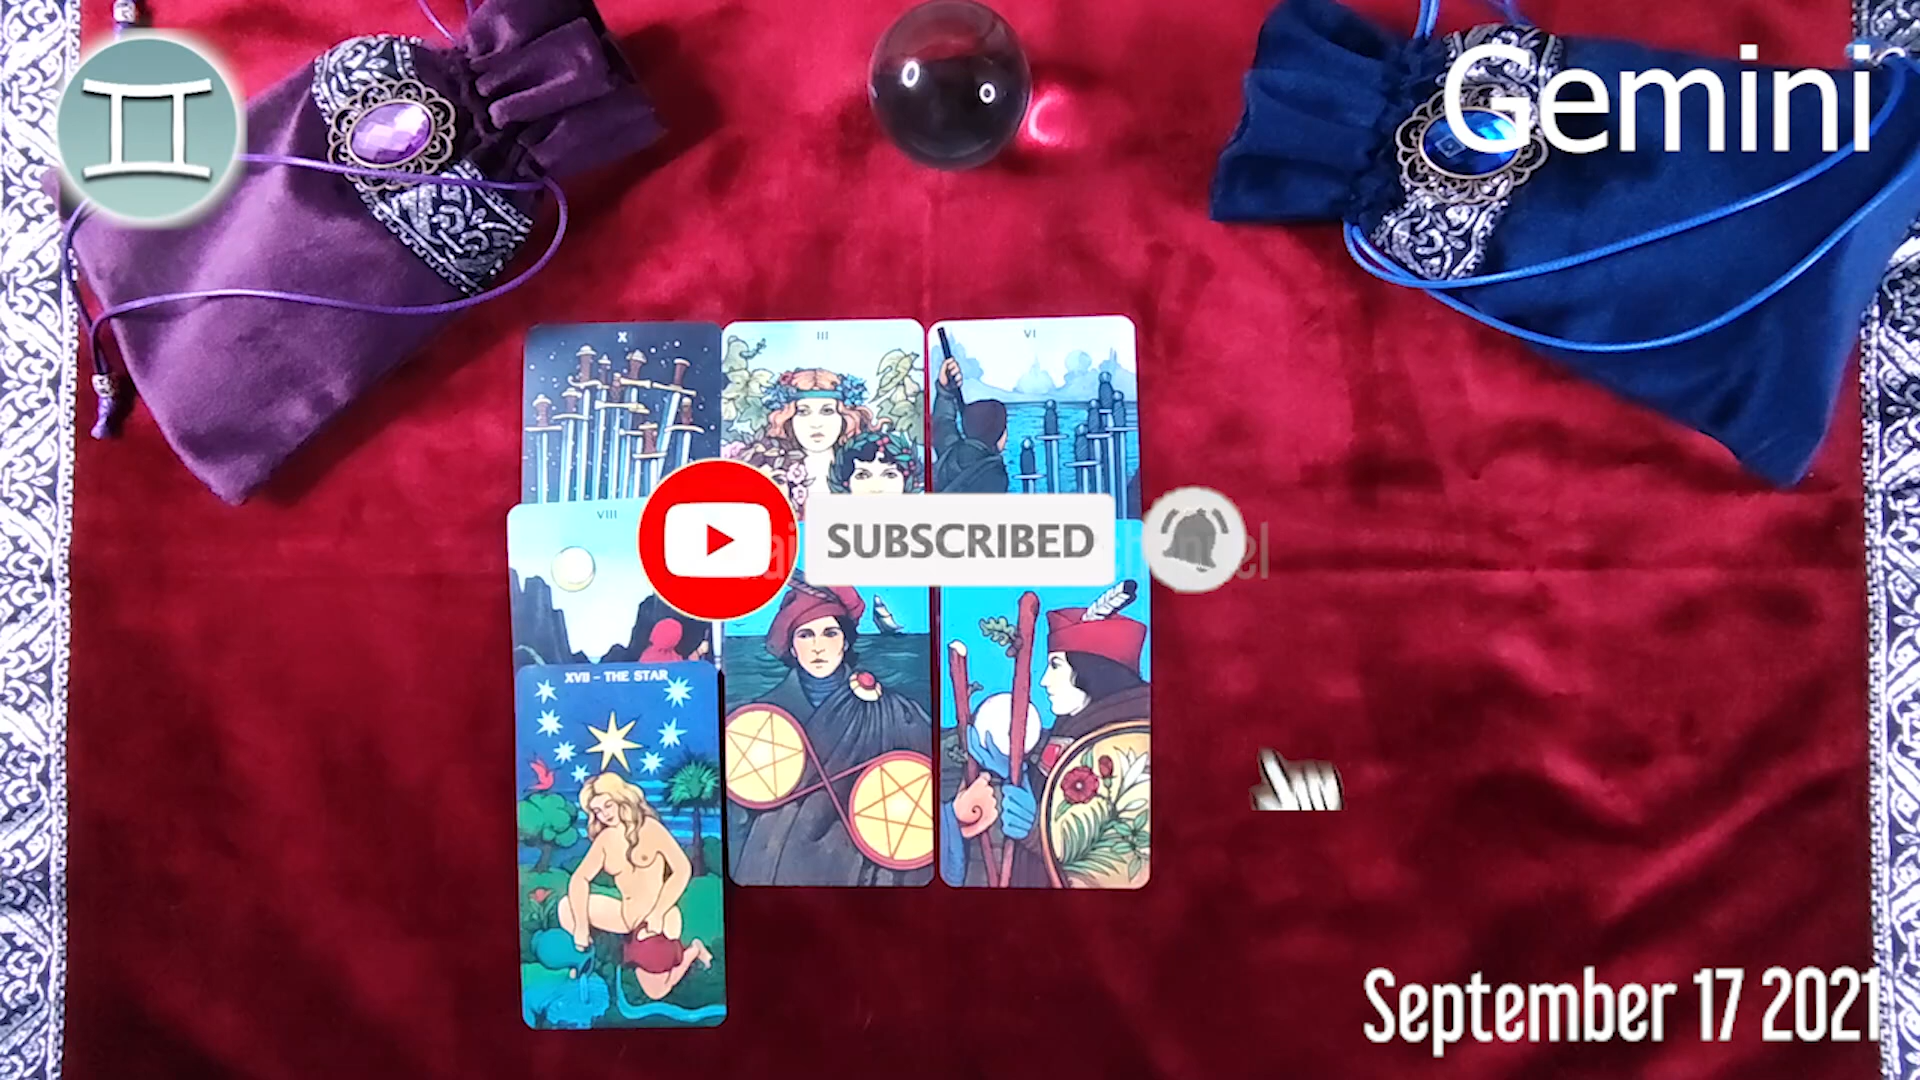 Gemini
X
III
VI
VIII
SUBSCRIBED
XVII - THE STAR
September 17 2021